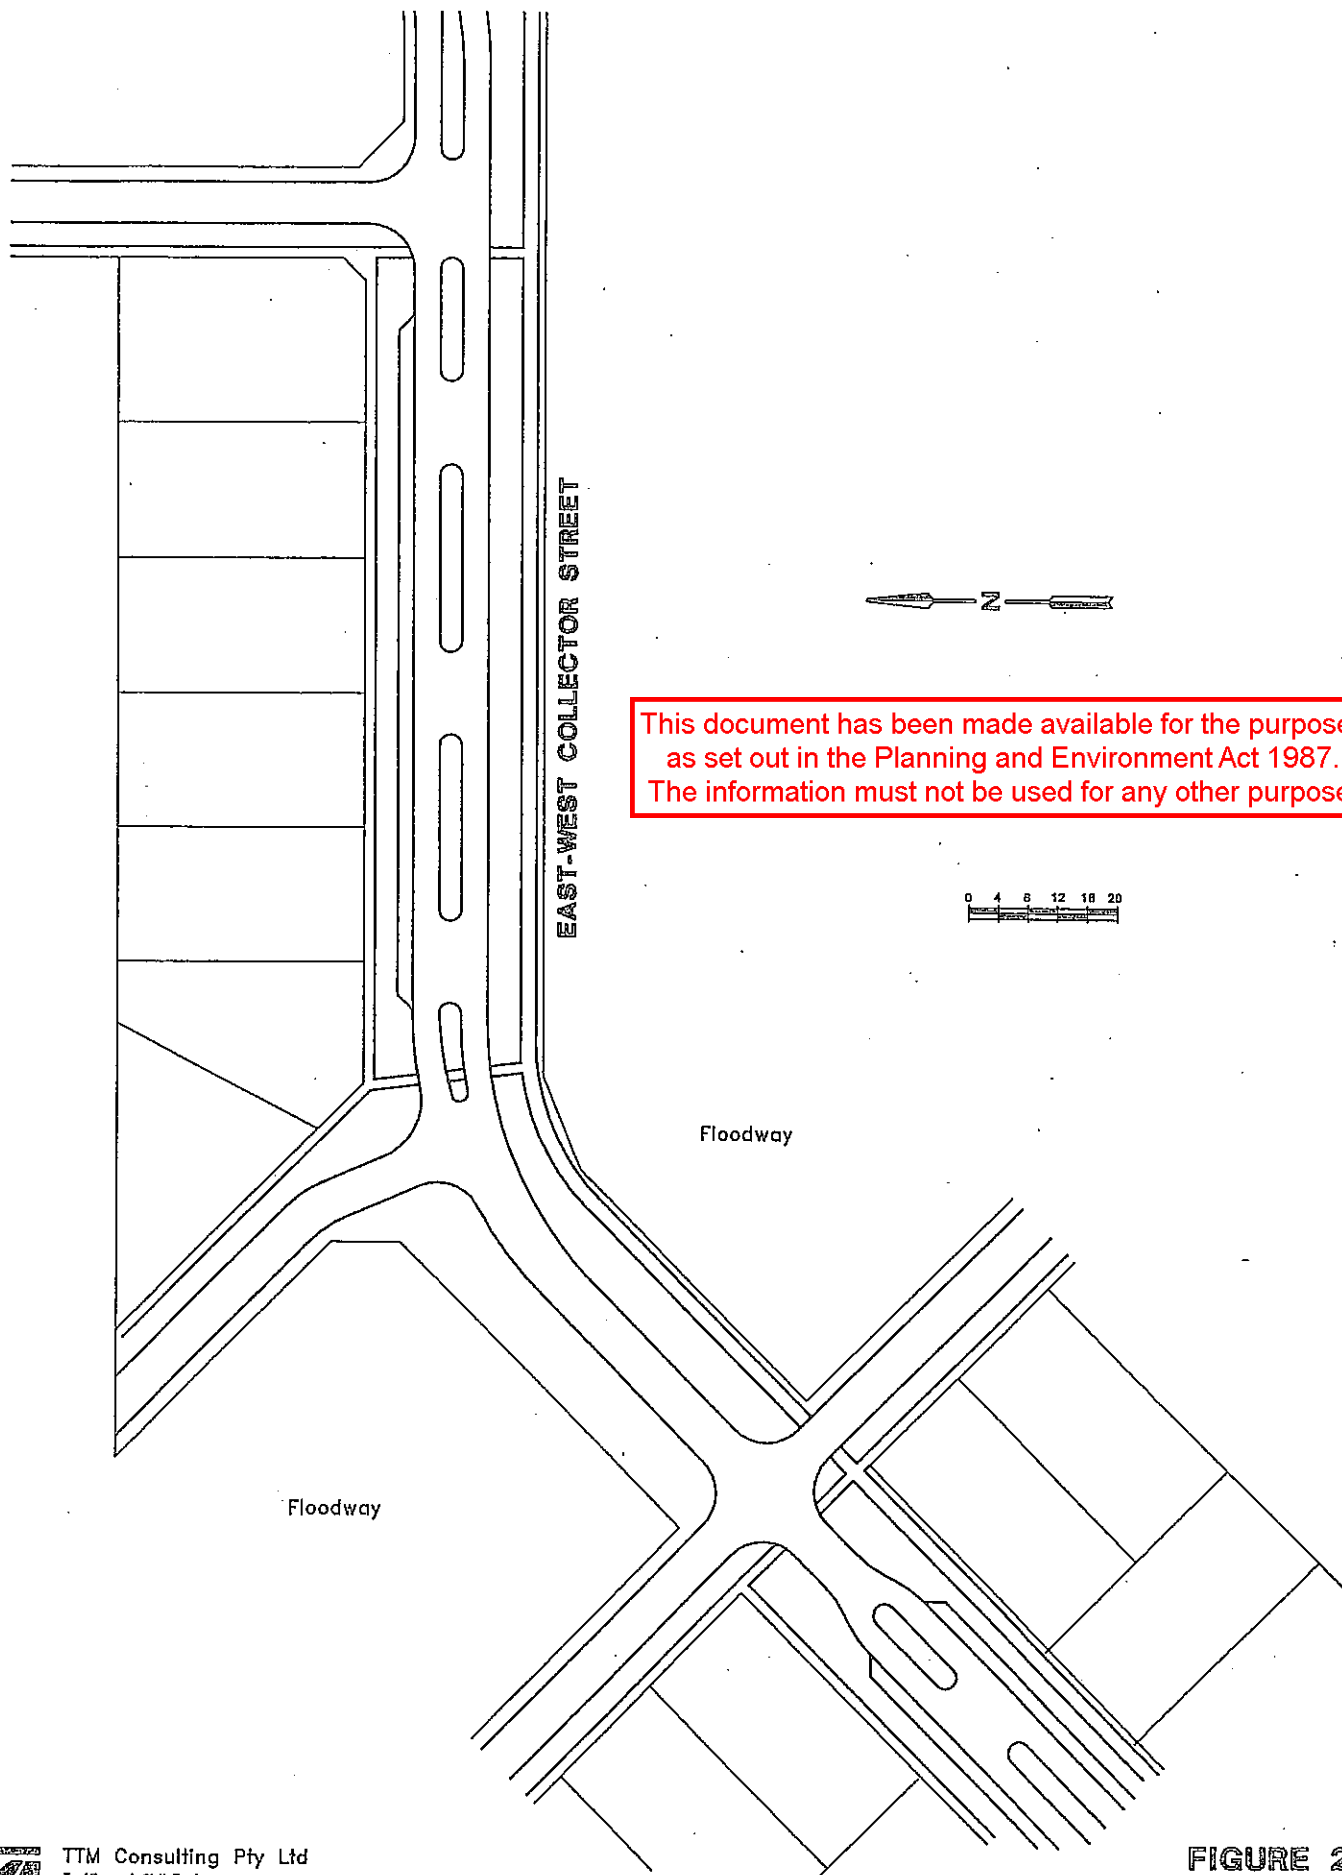 EAST-WEST COLLECTOR STREET
N
This document has been made available for the purpose
as set out in the Planning and Environment Act 1987.
The information must not be used for any other purpose
0 4 8 12 16 20
Floodway
Floodway
TTM Consulting Pty Ltd
FIGURE 2